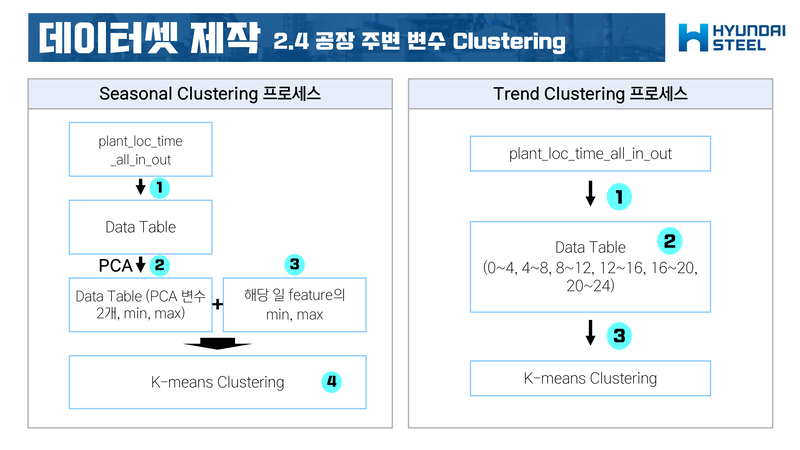 데이터셋 제작 2.4 공장 주변 변수 Clustering
HYUNDAI
STEEL
Seasonal Clustering 프로세스
plant_loc_time
_all_in_out
1
Data Table
PCA 2
3
Data Table (PCA 변수
2개, min, max)
+
해당 일 feature의
min, max
K-means Clustering 4
Trend Clustering 프로세스
plant_loc_time_all_in_out
1
Data Table 2
(0~4, 4~8, 8~12, 12~16, 16~20,
20~24)
3
K-means Clustering